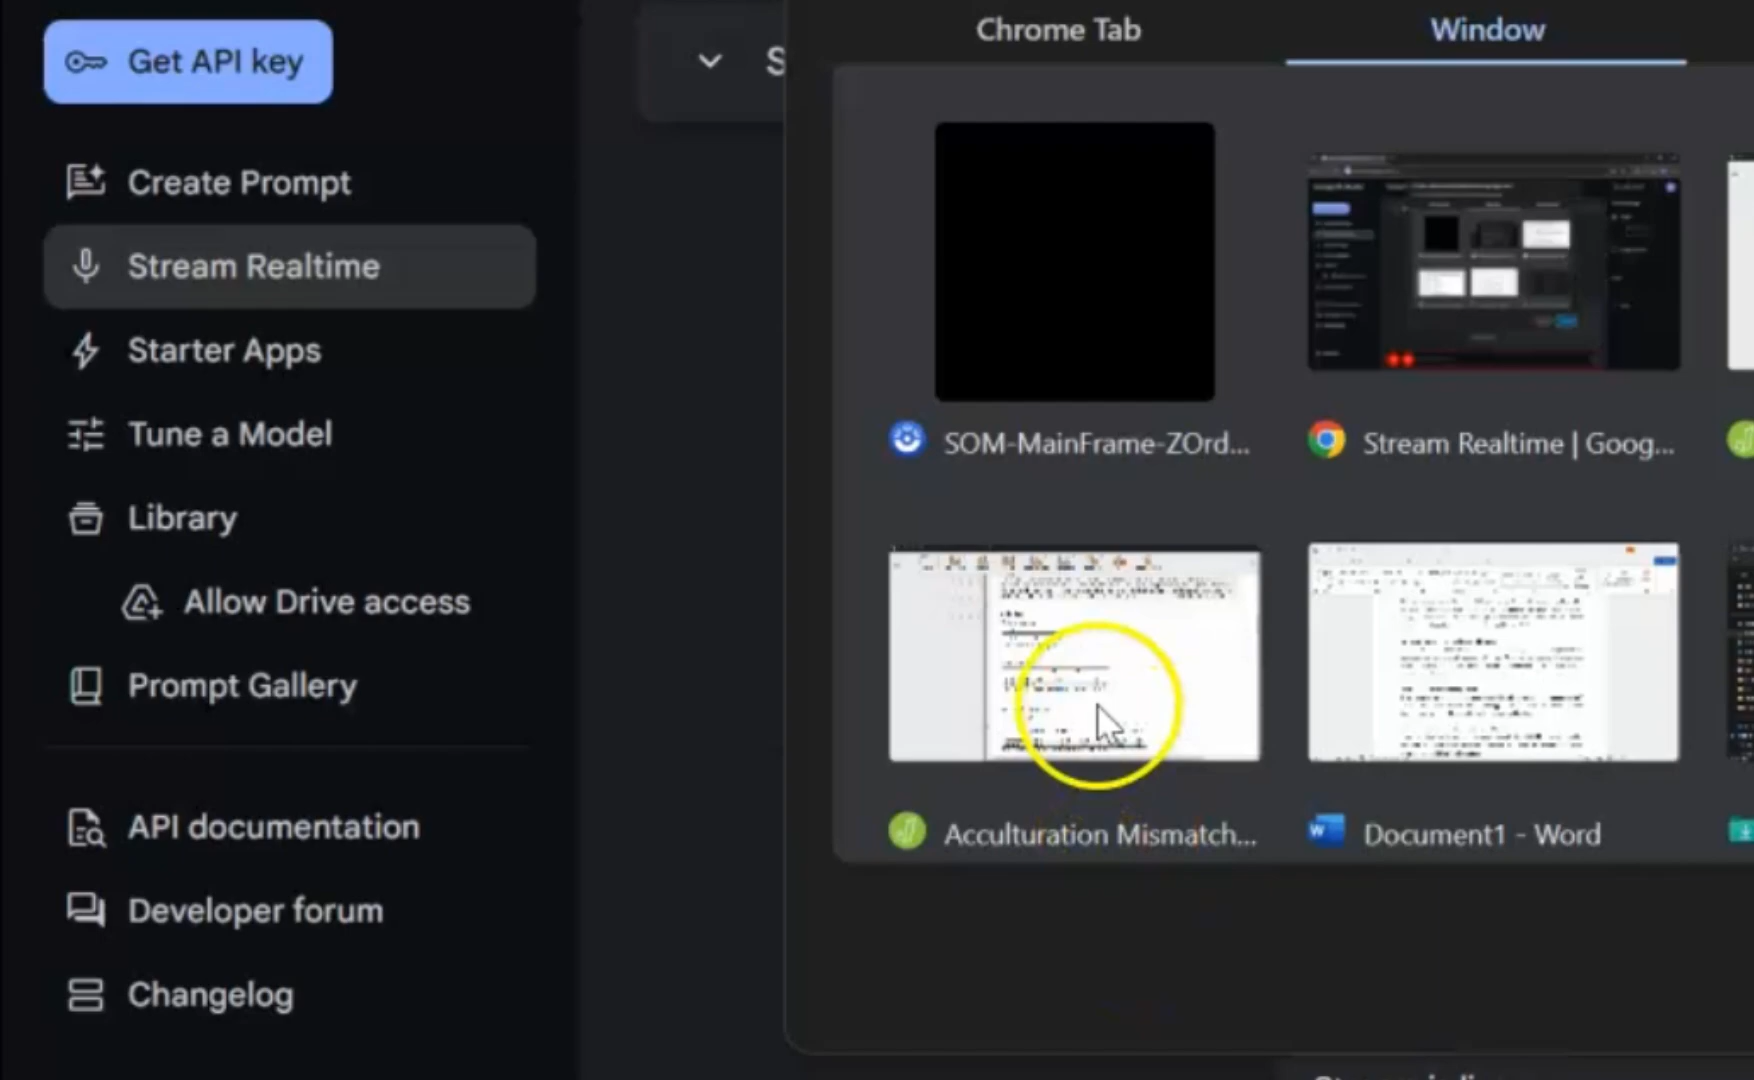 Get API key
Create Prompt
Stream Realtime
Starter Apps
Tune a Model
Library
Allow Drive access
Prompt Gallery
API documentation
Developer forum
Changelog
Chrome Tab
Window
SOM-MainFrame-ZOrd...
Stream Realtime | Goog...
Acculturation Mismatch...
Document1 - Word